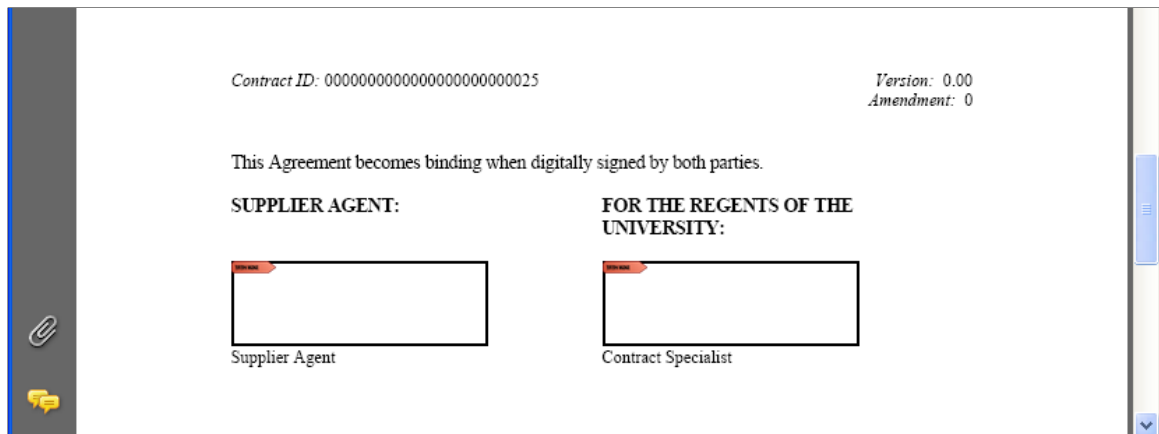 Contract ID: 0000000000000000000000025
Version: 0.00
Amendment: 0
This Agreement becomes binding when digitally signed by both parties.
SUPPLIER AGENT:
FOR THE REGENTS OF THE
UNIVERSITY:
Supplier Agent
Contract Specialist